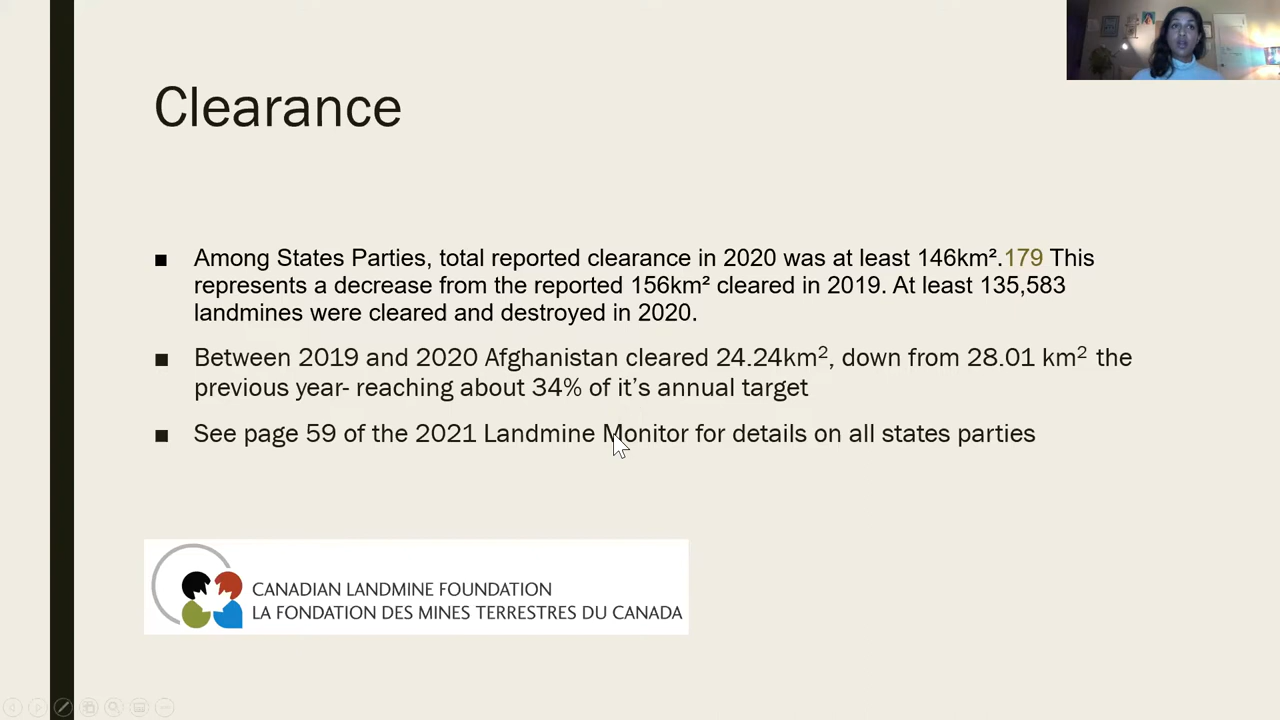 Clearance
Among States Parties, total reported clearance in 2020 was at least 146km².179 This
represents a decrease from the reported 156km² cleared in 2019. At least 135,583
landmines were cleared and destroyed in 2020.
Between 2019 and 2020 Afghanistan cleared 24.24km², down from 28.01 km² the
previous year- reaching about 34% of it’s annual target
See page 59 of the 2021 Landmine Monitor for details on all states parties
CANADIAN LANDMINE FOUNDATION
LA FONDATION DES MINES TERRESTRES DU CANADA